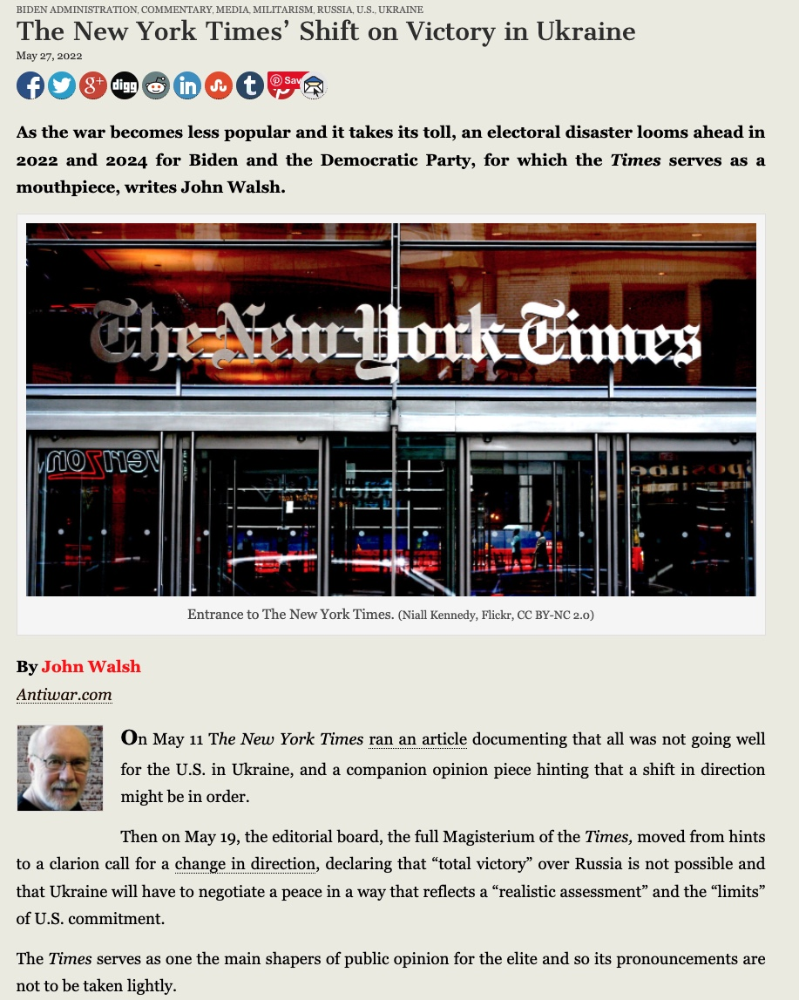 BIDEN ADMINISTRATION, COMMENTARY, MEDIA, MILITARISM, RUSSIA, U.S., UKRAINE
The New York Times’ Shift on Victory in Ukraine
May 27, 2022
g+ digg in t Sav
As the war becomes less popular and it takes its toll, an electoral disaster looms ahead in
2022 and 2024 for Biden and the Democratic Party, for which the Times serves as a
mouthpiece, writes John Walsh.
The New York Times
verizon
Entrance to The New York Times. (Niall Kennedy, Flickr, CC BY-NC 2.0)
By John Walsh
Antiwar.com
On May 11 The New York Times ran an article documenting that all was not going well
for the U.S. in Ukraine, and a companion opinion piece hinting that a shift in direction
might be in order.
Then on May 19, the editorial board, the full Magisterium of the Times, moved from hints
to a clarion call for a change in direction, declaring that “total victory” over Russia is not possible and
that Ukraine will have to negotiate a peace in a way that reflects a “realistic assessment” and the “limits”
of U.S. commitment.
The Times serves as one the main shapers of public opinion for the elite and so its pronouncements are
not to be taken lightly.